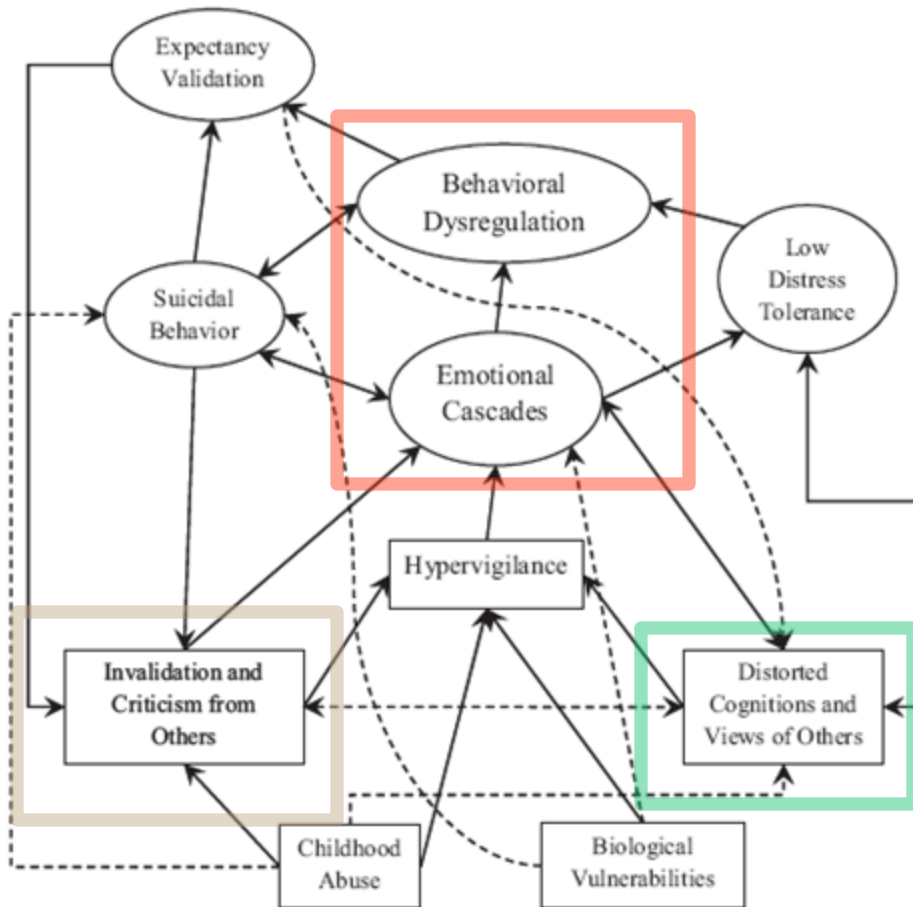 Expectancy
Validation
Behavioral
Dysregulation
Low
Distress
Tolerance
Suicidal
Behavior
Emotional
Cascades
Hypervigilance
Invalidation and
Criticism from
Others
Distorted
Cognitions and
Views of Others
Childhood
Abuse
Biological
Vulnerabilities